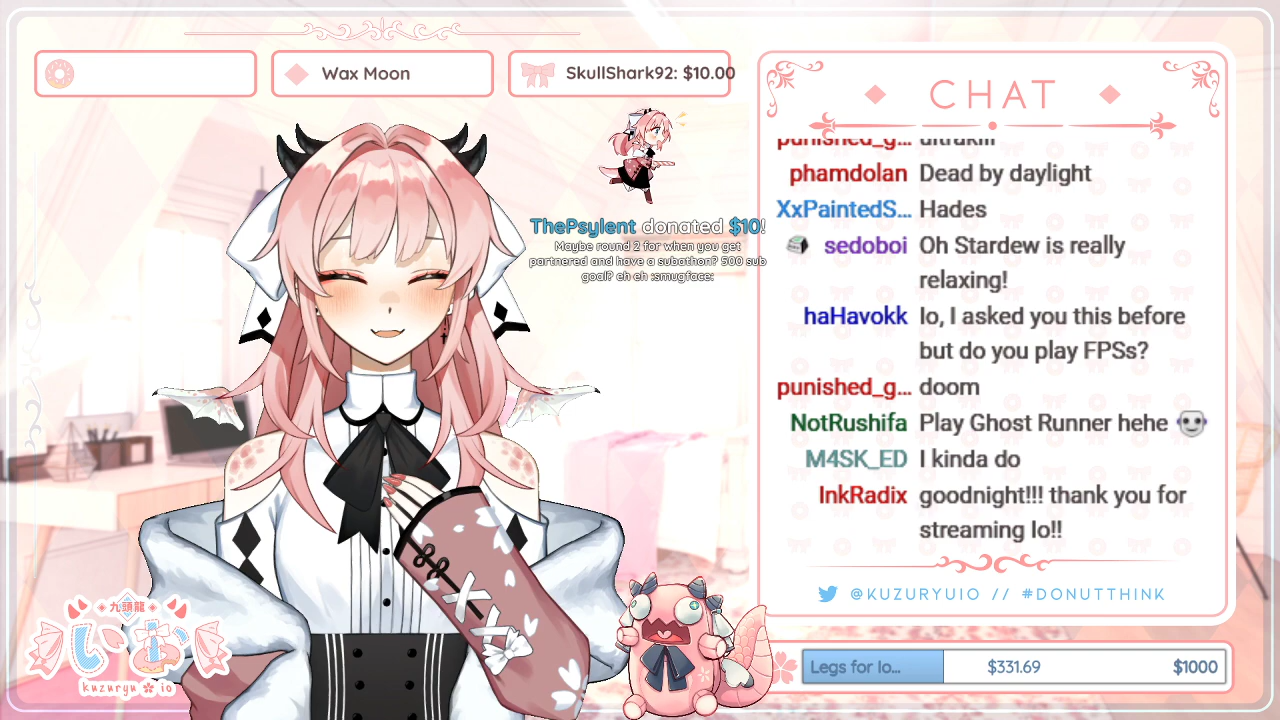 Wax Moon
SkullShark92: $10.00
CHAT
punished_g... ultrakill
phamdolan Dead by daylight
XxPaintedS... Hades
sedoboi Oh Stardew is really
relaxing!
haHavokk Io, I asked you this before
but do you play FPSs?
punished_g... doom
NotRushifa Play Ghost Runner hehe
M4SK_ED I kinda do
InkRadix goodnight!!! thank you for
streaming Io!!
@KUZURYUIO // #DONUTTHINK
ThePsylent donated $10!
Maybe round 2 for when you get
partnered and have a subathon? 500 sub
goal? eh eh :smugface:
九頭龍
いお
kuzuryu io
Legs for Io... $331.69 $1000